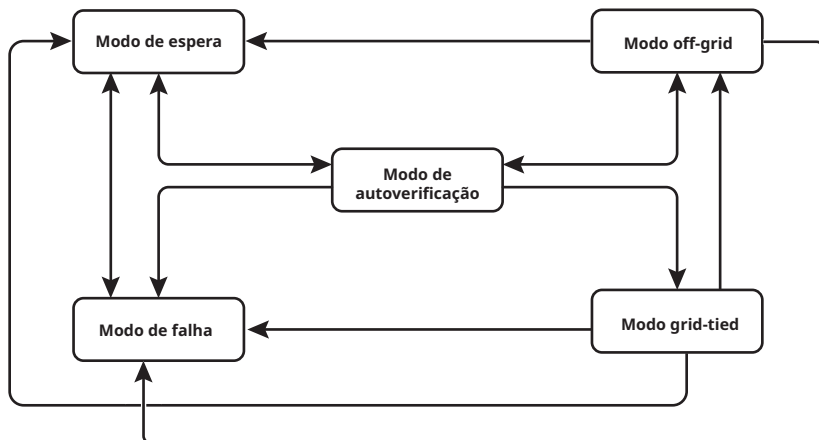 Modo de espera
Modo off-grid
Modo de
autoverificação
Modo de falha
Modo grid-tied